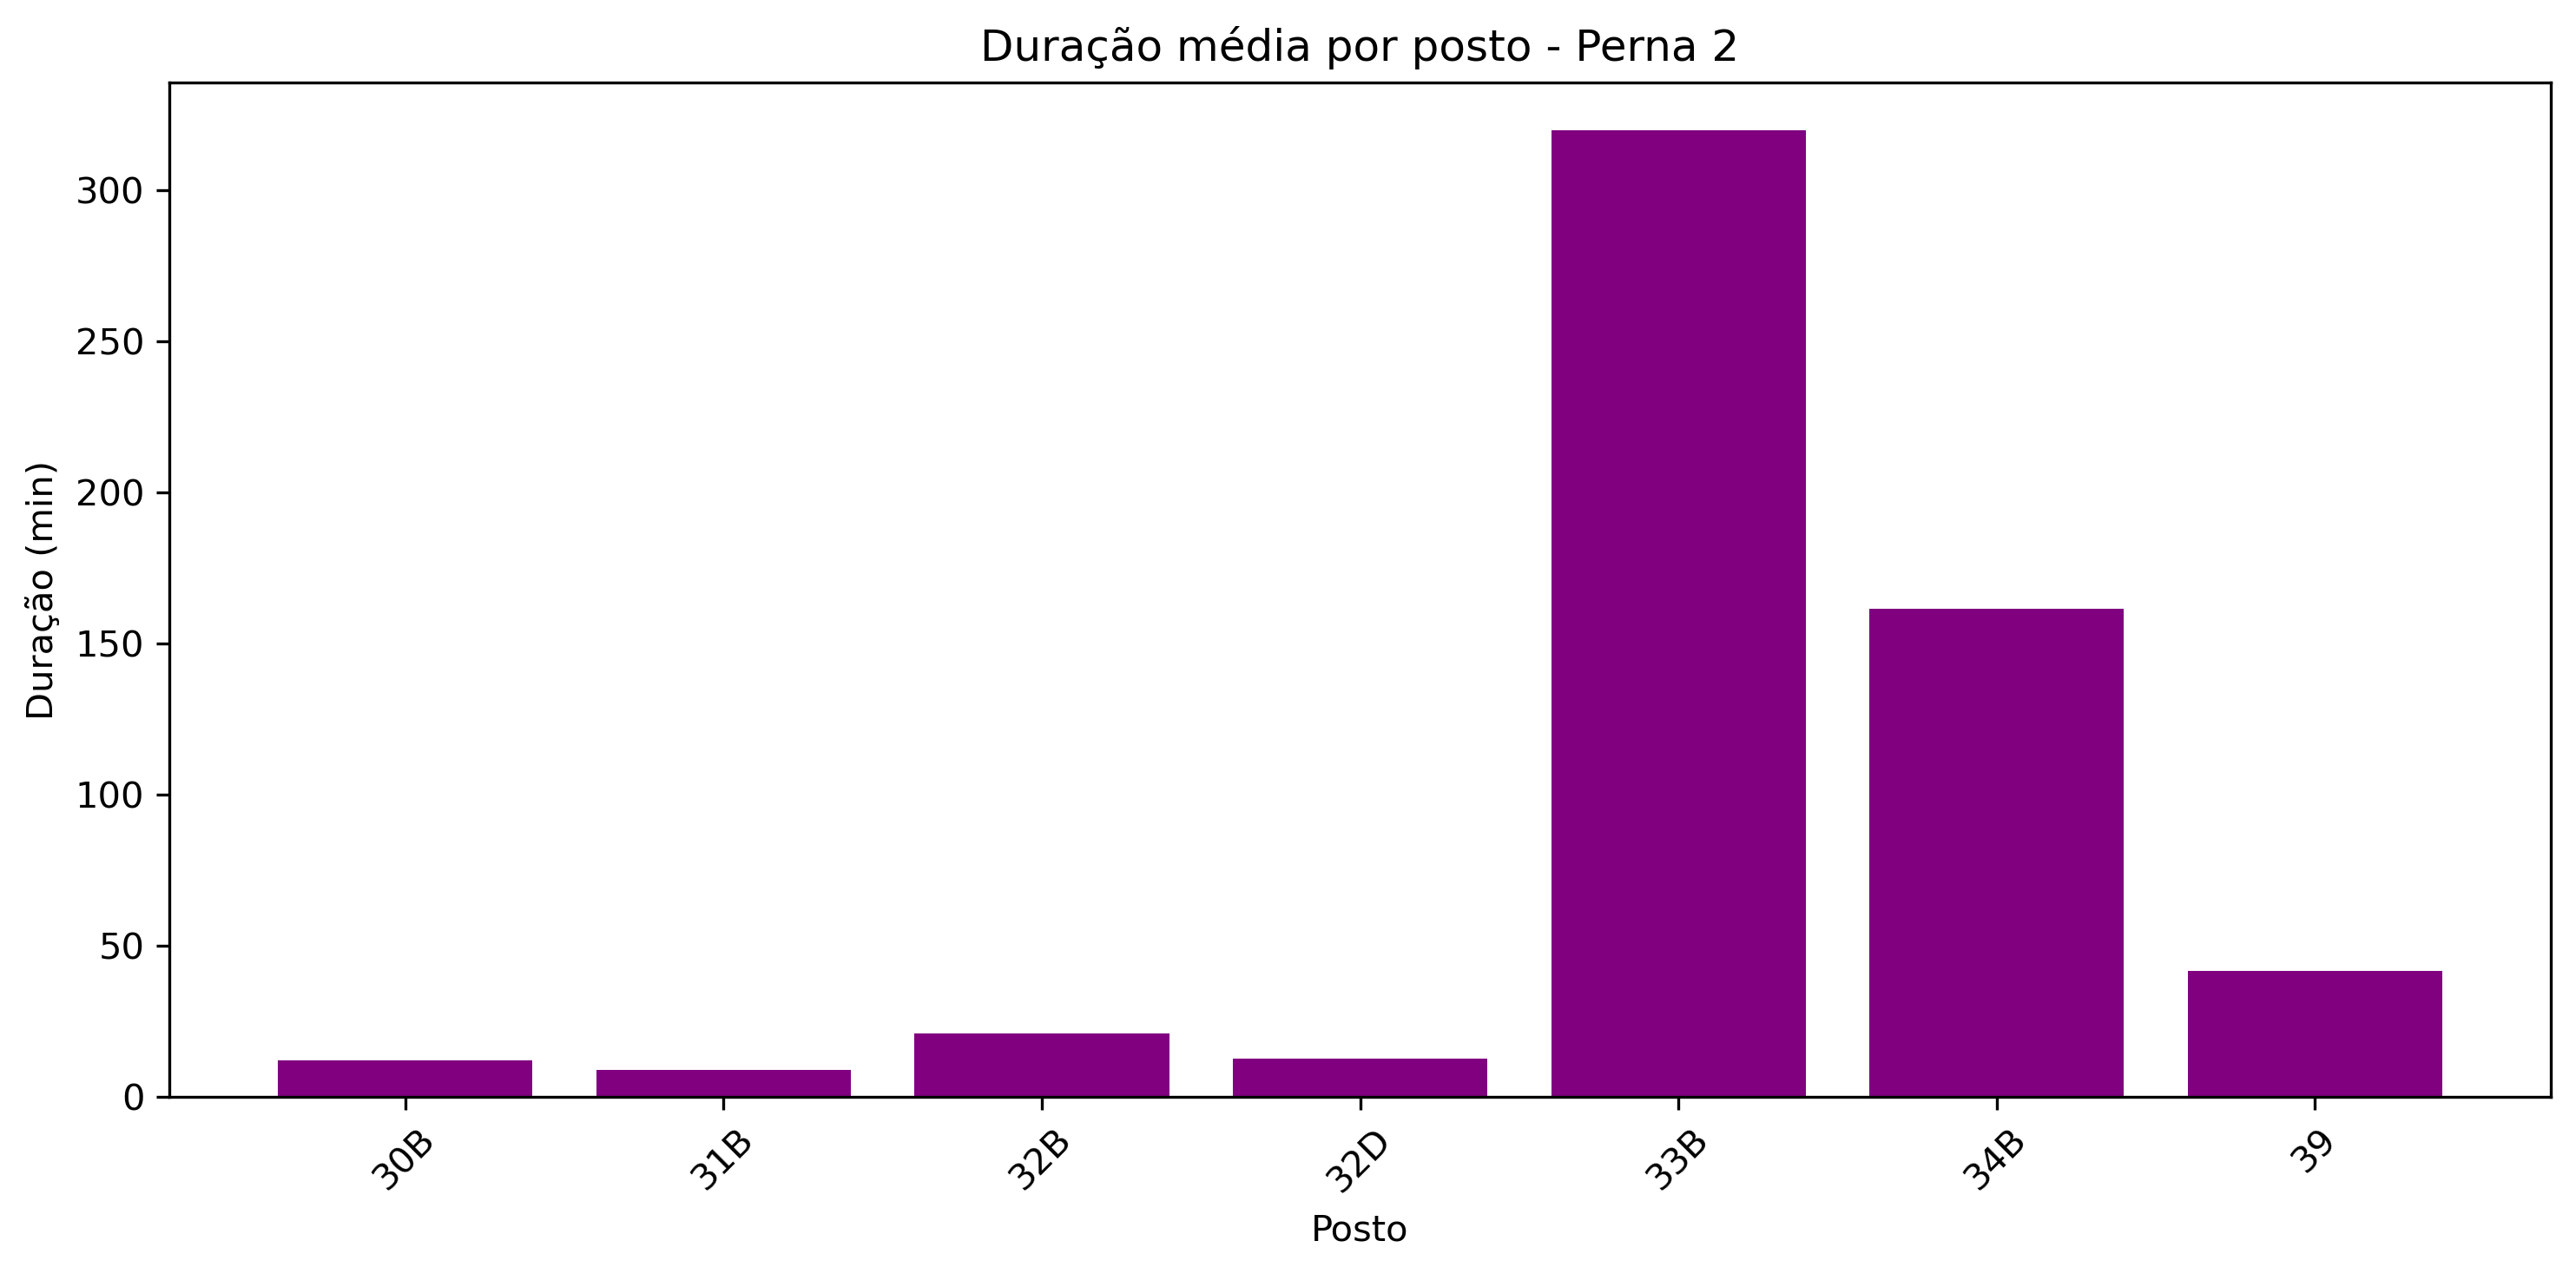 Duração média por posto - Perna 2
Duração (min)
300
250
200
150
100
50
0
30B
31B
32B
32D
33B
34B
39
Posto